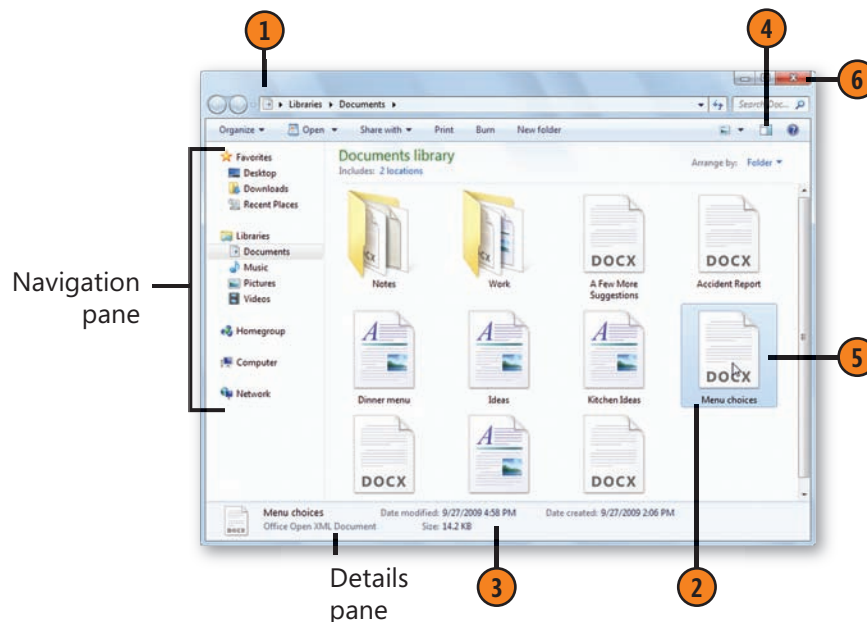 1
4
6
Libraries Documents
Search Doc...
Organize Open Share with Print Burn New folder
Favorites
Desktop
Downloads
Recent Places
Libraries
Documents
Music
Pictures
Videos
Homegroup
Computer
Network
Navigation
pane
Documents library
Includes: 2 locations
Arrange by: Folder
Notes
Work
DOCX
A Few More
Suggestions
DOCX
Accident Report
A
Dinner menu
A
Ideas
A
Kitchen Ideas
DOCX
Menu choices
5
DOCX
A
DOCX
DOCX
Menu choices Date modified: 9/27/2009 4:58 PM Date created: 9/27/2009 2:06 PM
Office Open XML Document Size: 14.2 KB
Details
pane
3
2